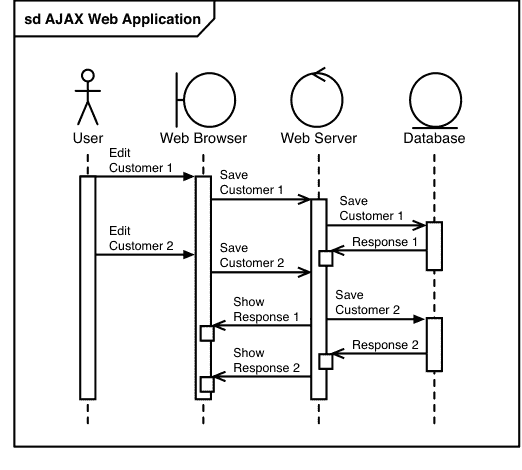 sd AJAX Web Application
User
Web Browser
Web Server
Database
Edit
Customer 1
Save
Customer 1
Save
Customer 1
Edit
Customer 2
Response 1
Save
Customer 2
Show
Response 1
Save
Customer 2
Response 2
Show
Response 2